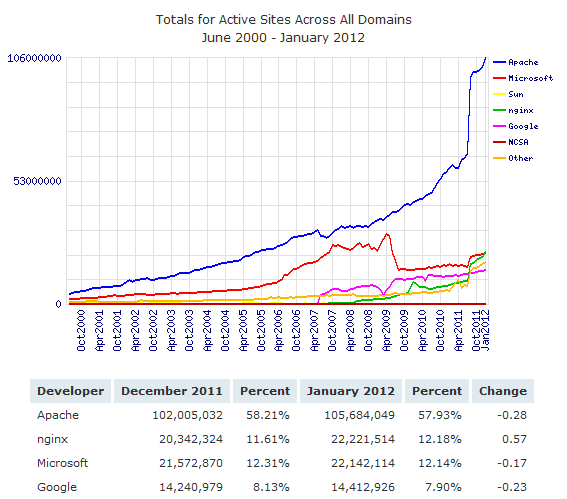 Totals for Active Sites Across All Domains
June 2000 - January 2012
106000000
53000000
0
Apache
Microsoft
Sun
nginx
Google
NCSA
Other
Oct2000
Apr2001
Oct2001
Apr2002
Oct2002
Apr2003
Oct2003
Apr2004
Oct2004
Apr2005
Oct2005
Apr2006
Oct2006
Apr2007
Oct2007
Apr2008
Oct2008
Apr2009
Oct2009
Apr2010
Oct2010
Apr2011
Oct2011
Jan2012
Developer December 2011 Percent January 2012 Percent Change
Apache 102,005,032 58.21% 105,684,049 57.93% -0.28
nginx 20,342,324 11.61% 22,221,514 12.18% 0.57
Microsoft 21,572,870 12.31% 22,142,114 12.14% -0.17
Google 14,240,979 8.13% 14,412,926 7.90% -0.23